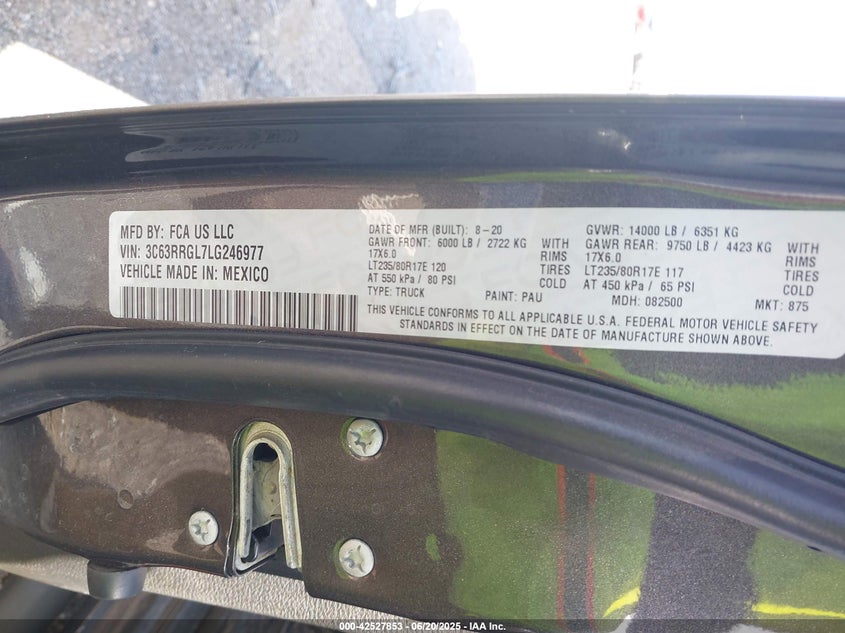 MFD BY: FCA US LLC
VIN: 3C63RRGL7LG246977
VEHICLE MADE IN: MEXICO
DATE OF MFR (BUILT): 8-20
GAWR FRONT: 6000 LB / 2722 KG WITH
17X6.0 RIMS
LT235/80R17E 120 TIRES
AT 550 kPa / 80 PSI COLD
TYPE: TRUCK PAINT: PAU
GVWR: 14000 LB / 6351 KG
GAWR REAR: 9750 LB / 4423 KG WITH
17X6.0 RIMS
LT235/80R17E 117 TIRES
AT 450 kPa / 65 PSI COLD
MDH: 082500 MKT: 875
THIS VEHICLE CONFORMS TO ALL APPLICABLE U.S.A. FEDERAL MOTOR VEHICLE SAFETY
STANDARDS IN EFFECT ON THE DATE OF MANUFACTURE SHOWN ABOVE.
000-42527853 - 06/20/2025 - IAA Inc.